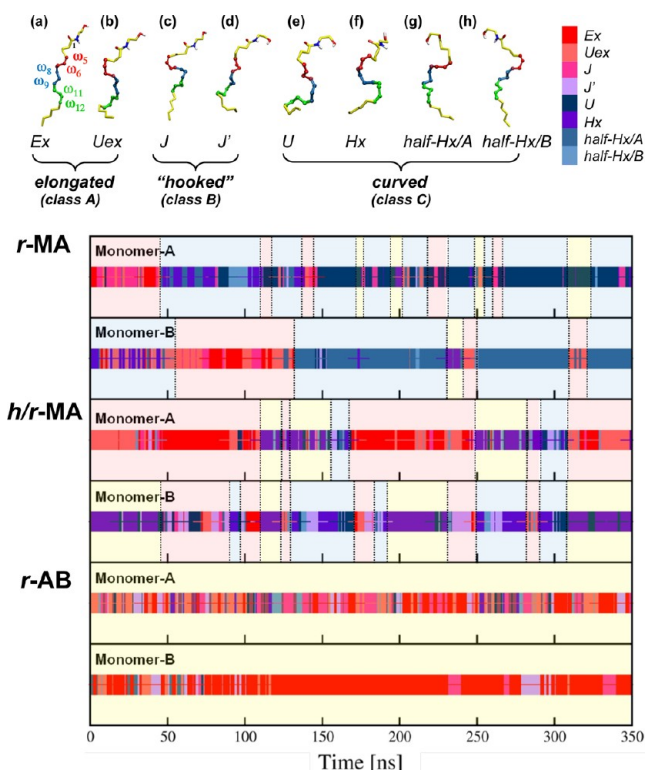 (a) (b) (c) (d) (e) (f) (g) (h)
ω5
ω8 ω6
ω9 ω11
ω12
Ex Uex J J' U Hx half-Hx/A half-Hx/B
elongated "hooked" curved
(class A) (class B) (class C)
Ex
Uex
J
J'
U
Hx
half-Hx/A
half-Hx/B
r-MA
Monomer-A
Monomer-B
h/r-MA
Monomer-A
Monomer-B
r-AB
Monomer-A
Monomer-B
0 50 100 150 200 250 300 350
Time [ns]